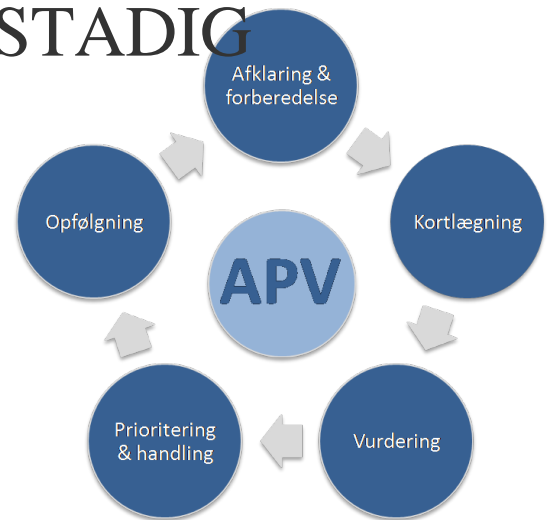 STADIG
Afklaring &
forberedelse
Kortlægning
Vurdering
Prioritering
& handling
Opfølgning
APV